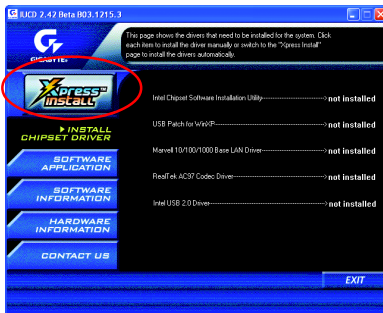 IUCD 2.42 Beta B03.1215.3
GIGABYTE
This page shows the drivers that need to be installed for the system. Click
each item to install the driver manually or switch to the "Xpress Install"
page to install the drivers automatically.
Xpress™
INSTALL
INSTALL
CHIPSET DRIVER
SOFTWARE
APPLICATION
SOFTWARE
INFORMATION
HARDWARE
INFORMATION
CONTACT US
Intel Chipset Software Installation Utility--------------------->not installed
USB Patch for WinXP--------------------->not installed
Marvell 10/100/1000 Base LAN Driver--------------------->not installed
RealTek AC97 Codec Driver--------------------->not installed
Intel USB 2.0 Driver--------------------->not installed
EXIT